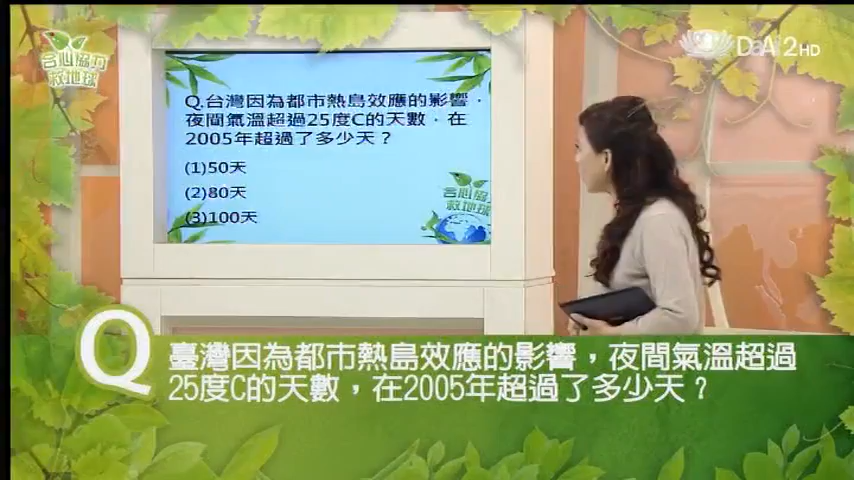 合心協力
救地球
DaAi 2 HD
Q.台灣因為都市熱島效應的影響，
夜間氣溫超過25度C的天數，在
2005年超過了多少天？
(1)50天
(2)80天
(3)100天
合心協力
救地球
Q
臺灣因為都市熱島效應的影響，夜間氣溫超過
25度C的天數，在2005年超過了多少天？